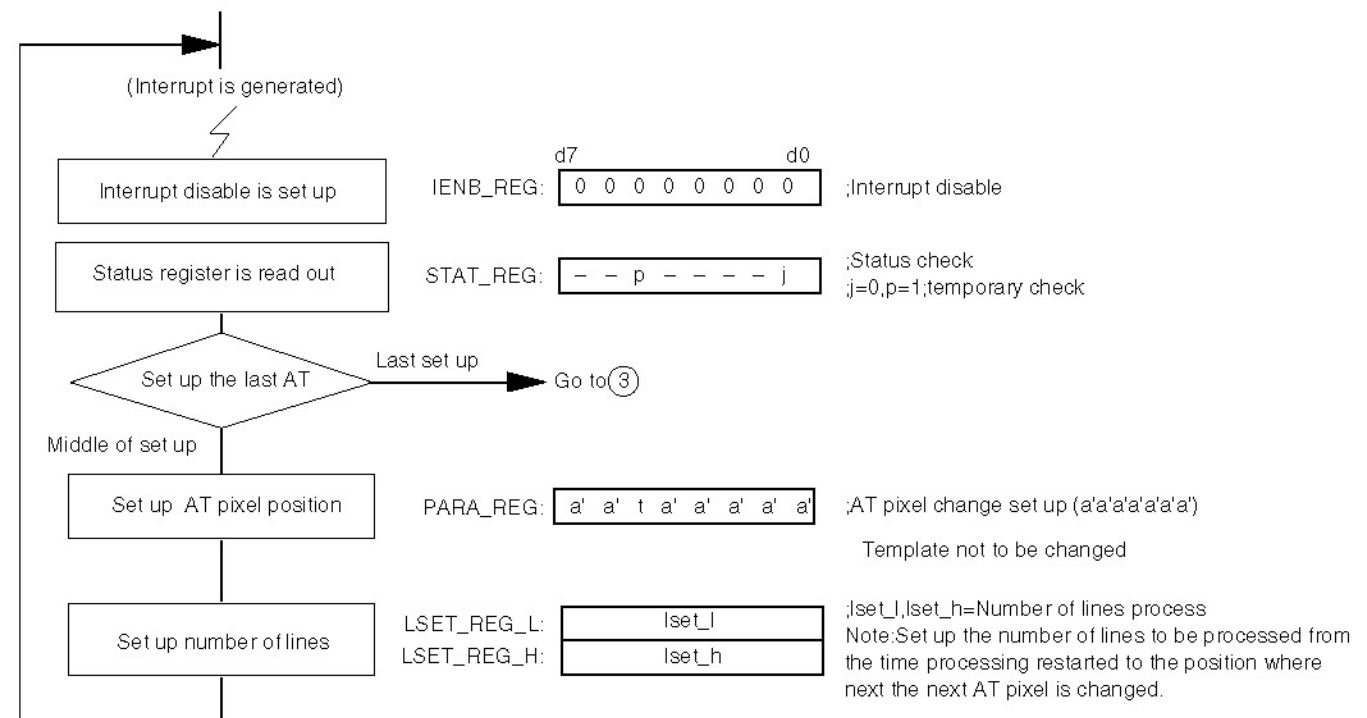 (Interrupt is generated)
d7 d0
Interrupt disable is set up IENB_REG: 0 0 0 0 0 0 0 0 ;Interrupt disable
Status register is read out STAT_REG: – – p – – – – j ;Status check
;j=0,p=1;temporary check
Set up the last AT Last set up Go to 3
Middle of set up
Set up AT pixel position PARA_REG: a' a' t a' a' a' a' a' ;AT pixel change set up (a'a'a'a'a'a'a')
Template not to be changed
Set up number of lines LSET_REG_L: lset_l ;lset_l,lset_h=Number of lines process
LSET_REG_H: lset_h Note:Set up the number of lines to be processed from
the time processing restarted to the position where
next the next AT pixel is changed.